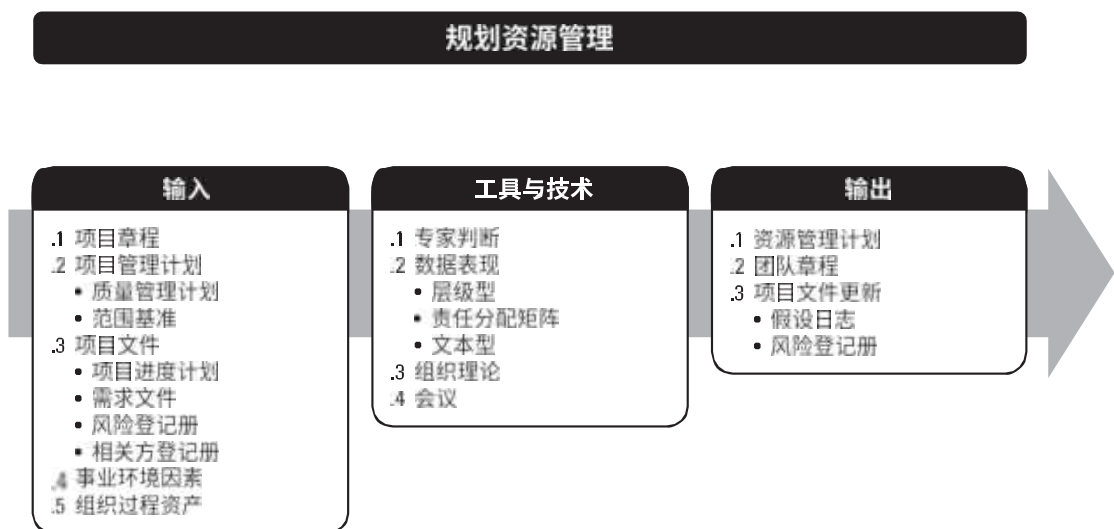 规划资源管理
输入
.1 项目章程
.2 项目管理计划
• 质量管理计划
• 范围基准
.3 项目文件
• 项目进度计划
• 需求文件
• 风险登记册
• 相关方登记册
.4 事业环境因素
.5 组织过程资产
工具与技术
.1 专家判断
.2 数据表现
• 层级型
• 责任分配矩阵
• 文本型
.3 组织理论
.4 会议
输出
.1 资源管理计划
.2 团队章程
.3 项目文件更新
• 假设日志
• 风险登记册